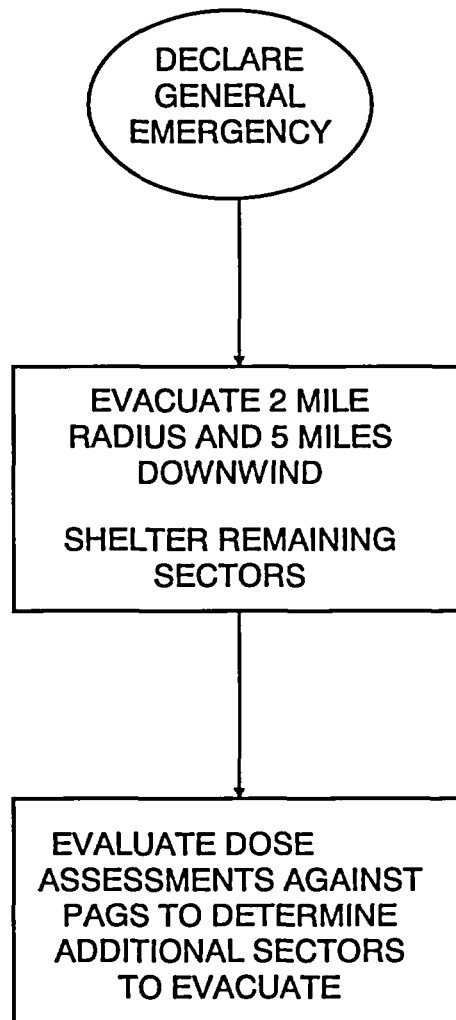 DECLARE
GENERAL
EMERGENCY
EVACUATE 2 MILE
RADIUS AND 5 MILES
DOWNWIND
SHELTER REMAINING
SECTORS
EVALUATE DOSE
ASSESSMENTS AGAINST
PAGS TO DETERMINE
ADDITIONAL SECTORS
TO EVACUATE